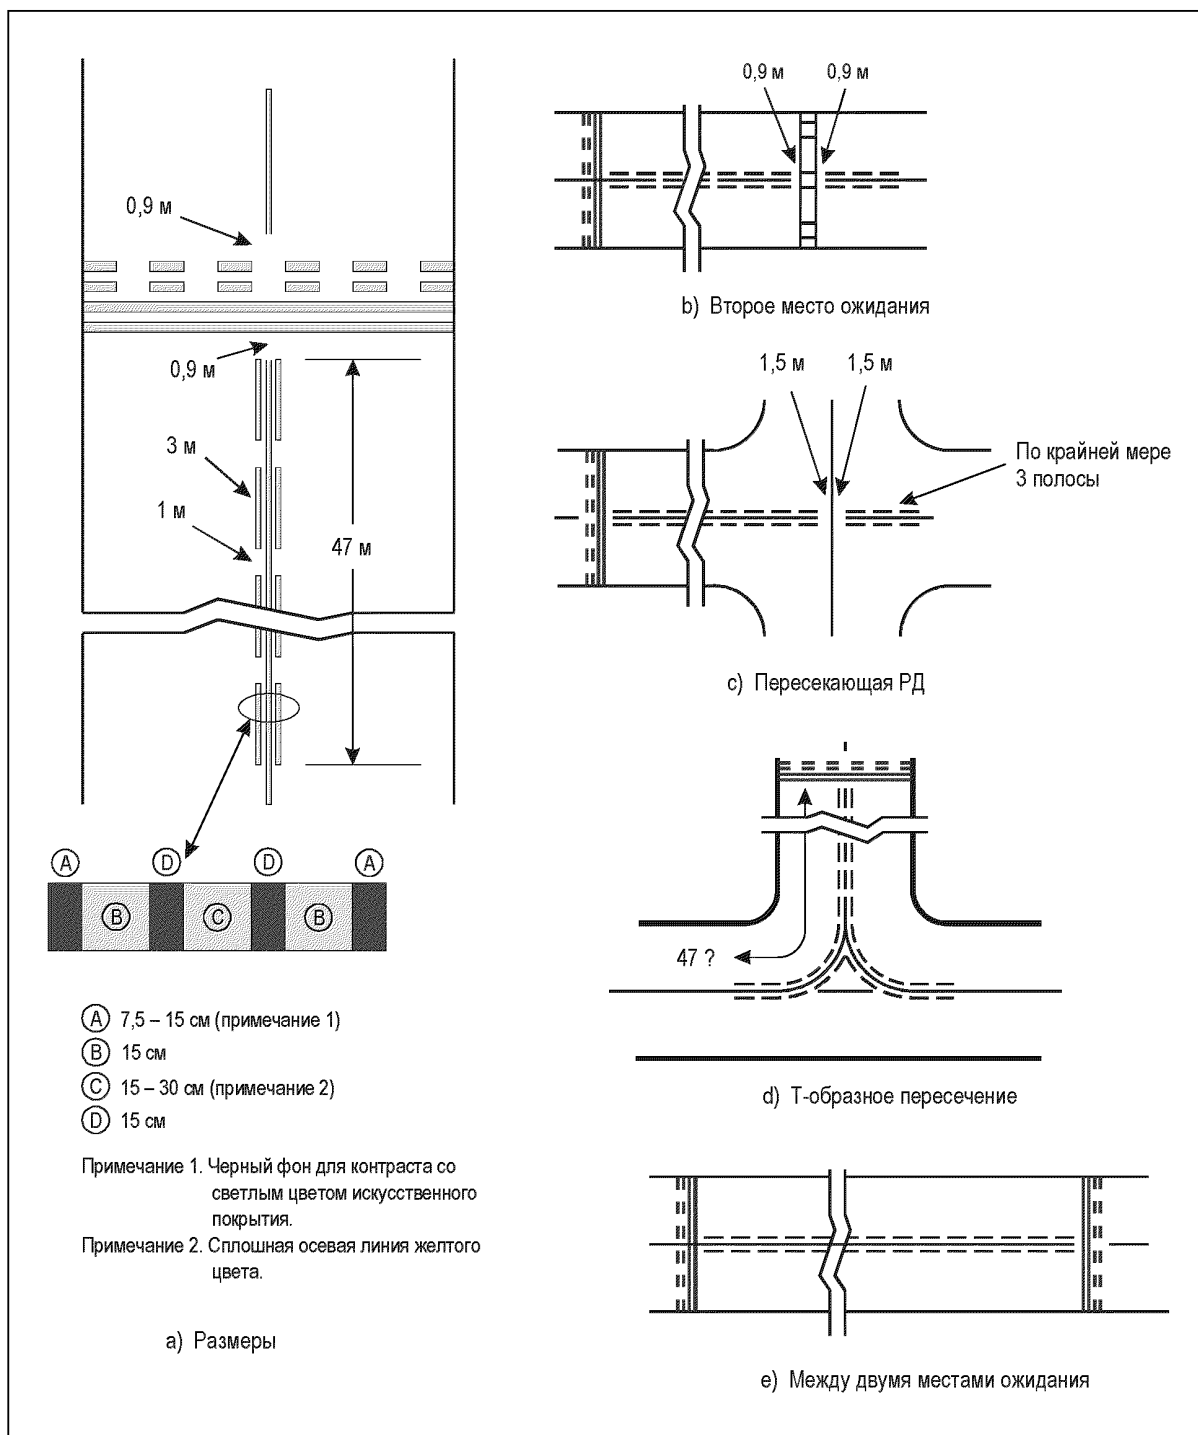 0,9 м
0,9 м
3 м
1 м
47 м
A
D
D
A
B
C
B
A 7,5 – 15 см (примечание 1)
B 15 см
C 15 – 30 см (примечание 2)
D 15 см
Примечание 1. Черный фон для контраста со
светлым цветом искусственного
покрытия.
Примечание 2. Сплошная осевая линия желтого
цвета.
a) Размеры
0,9 м
0,9 м
b) Второе место ожидания
1,5 м
1,5 м
По крайней мере
3 полосы
c) Пересекающая РД
47 ?
d) Т-образное пересечение
e) Между двумя местами ожидания